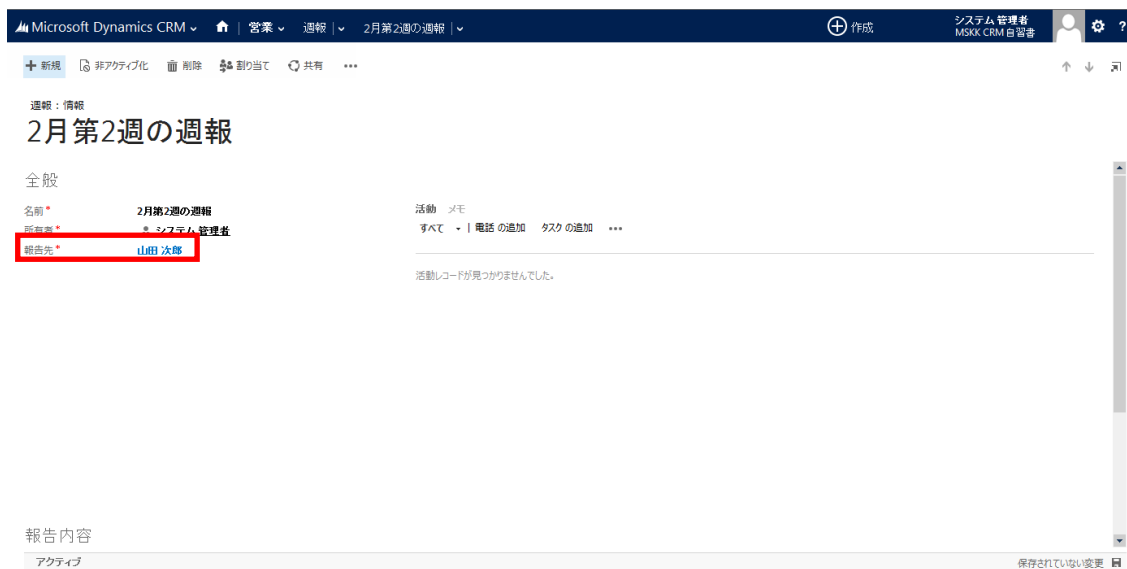 Microsoft Dynamics CRM 営業 週報 2月第2週の週報 作成 システム 管理者
MSKK CRM 自習書 ?
新規 非アクティブ化 削除 割り当て 共有 •••
週報 : 情報
2月第2週の週報
全般
名前 * 2月第2週の週報
所有者 * システム 管理者
報告先 * 山田 次郎
活動 メモ
すべて | 電話 の追加 タスク の追加 •••
活動レコードが見つかりませんでした。
報告内容
アクティブ 保存されていない変更